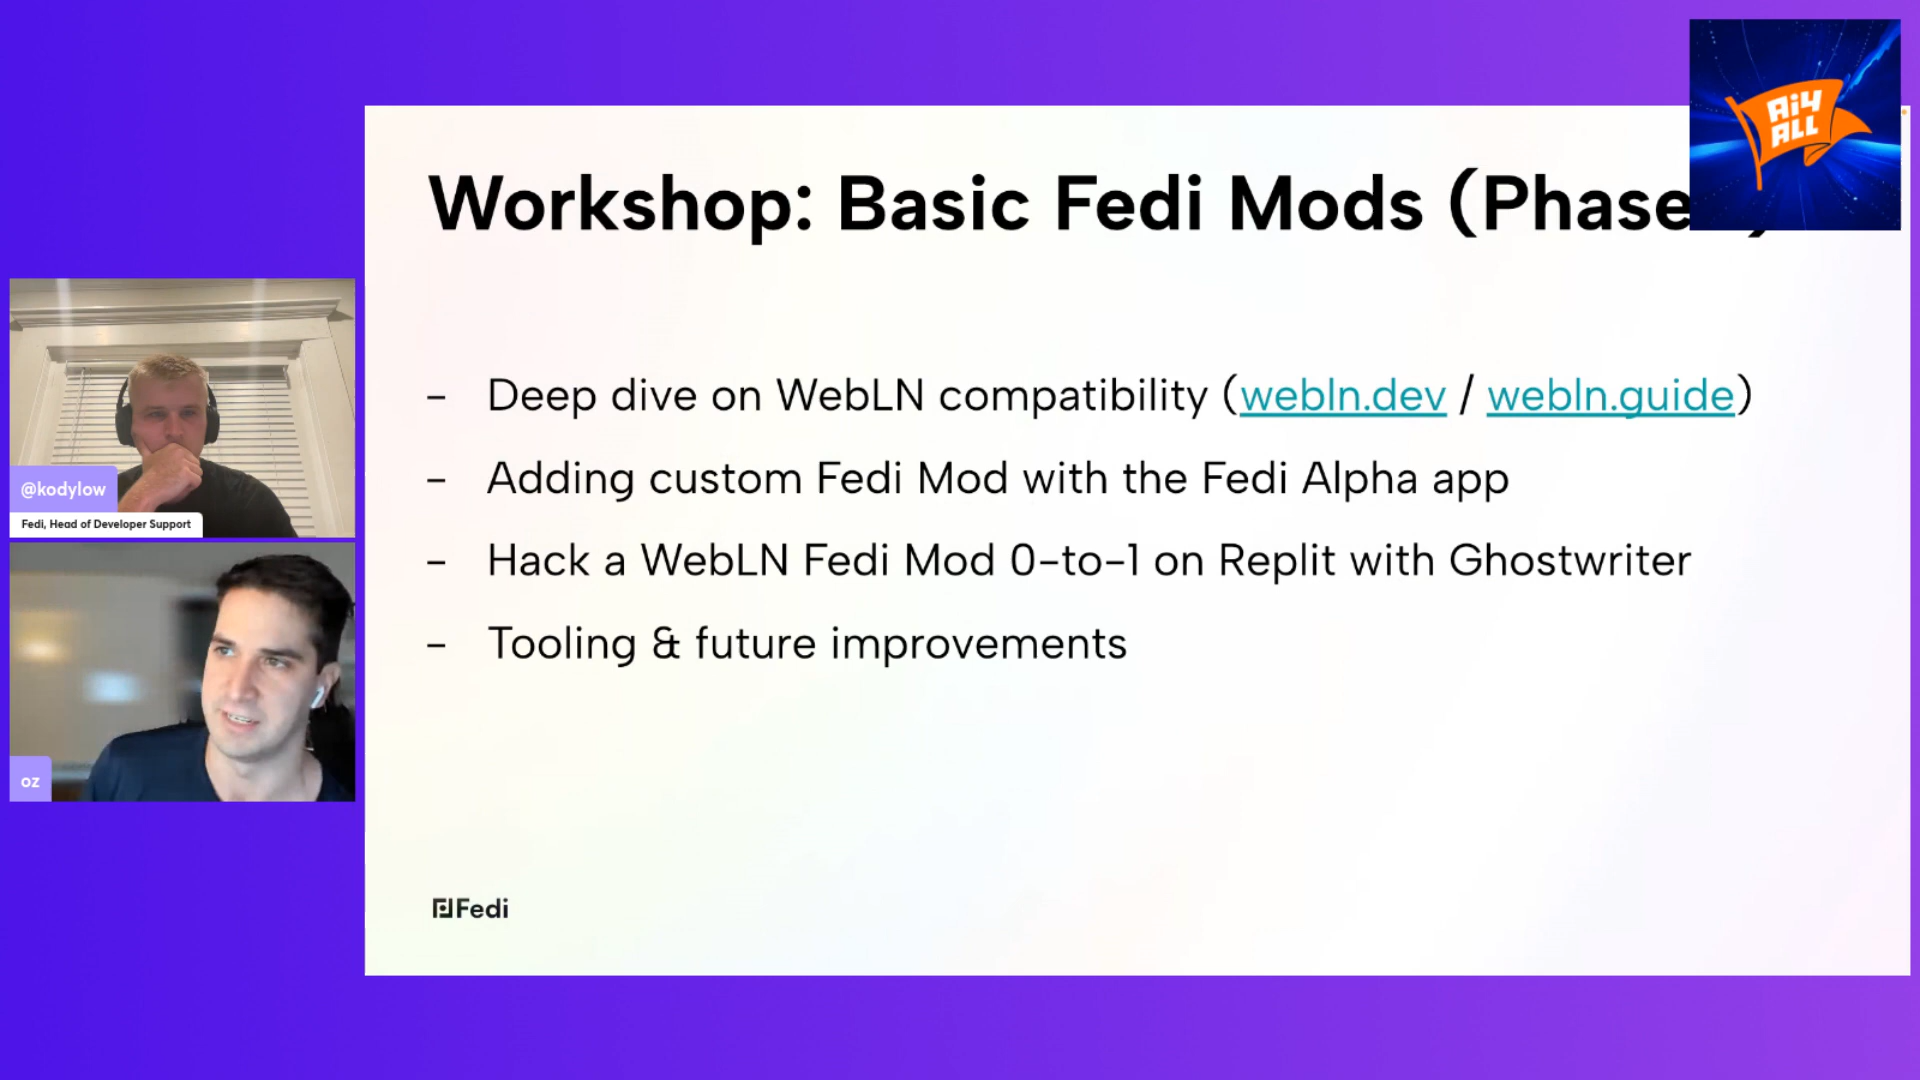 Ai4
ALL
Workshop: Basic Fedi Mods (Phase
- Deep dive on WebLN compatibility (webln.dev / webln.guide)
- Adding custom Fedi Mod with the Fedi Alpha app
- Hack a WebLN Fedi Mod 0-to-1 on Replit with Ghostwriter
- Tooling & future improvements
Fedi
@kodylow
Fedi, Head of Developer Support
oz